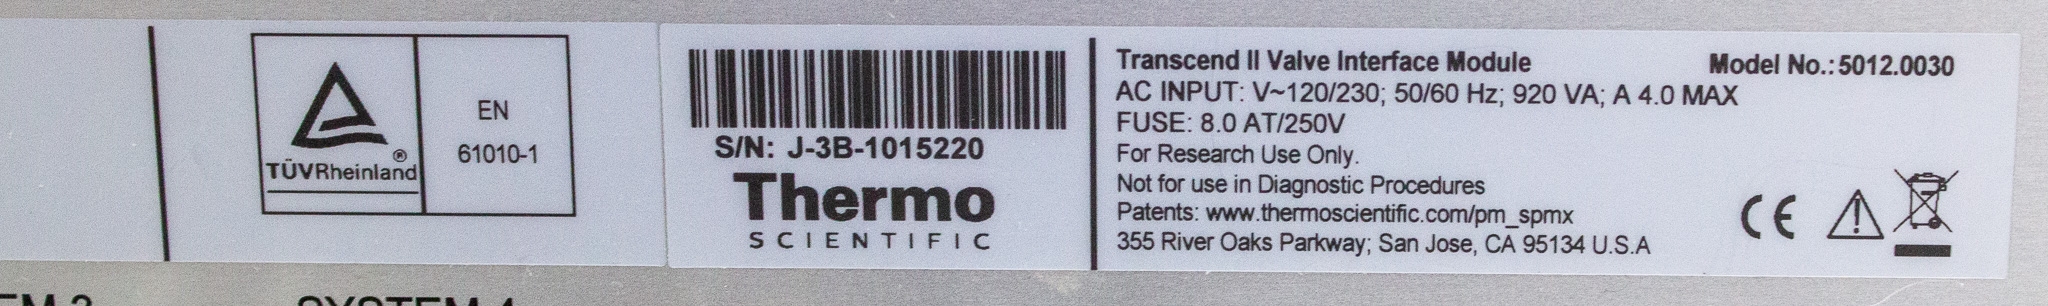 TÜVRheinland®
EN
61010-1
S/N: J-3B-1015220
Thermo
SCIENTIFIC
Transcend II Valve Interface Module Model No.: 5012.0030
AC INPUT: V~120/230; 50/60 Hz; 920 VA; A 4.0 MAX
FUSE: 8.0 AT/250V
For Research Use Only.
Not for use in Diagnostic Procedures
Patents: www.thermoscientific.com/pm_spmx
355 River Oaks Parkway; San Jose, CA 95134 U.S.A
CE